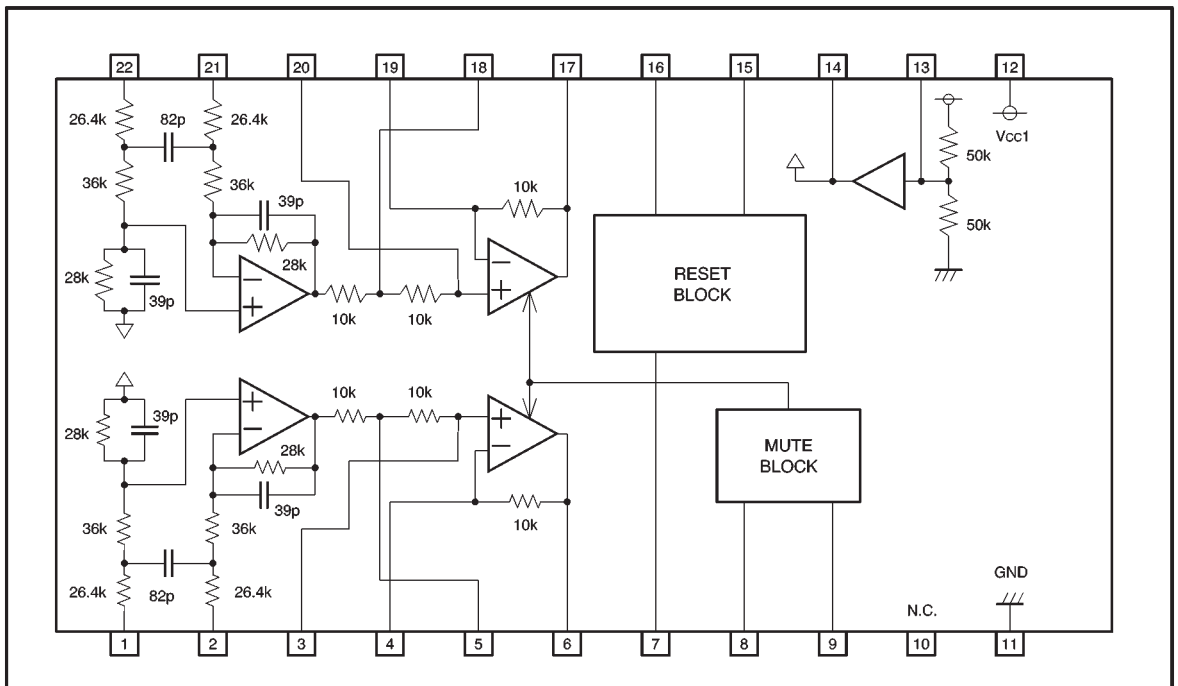 22 21 20 19 18 17 16 15 14 13 12
26.4k 82p 26.4k
Vcc1
50k
36k 36k
10k
39p
50k
28k
28k 39p
10k 10k
RESET
BLOCK
10k 10k
39p
28k
28k
MUTE
BLOCK
39p
10k
36k 36k
GND
26.4k 82p 26.4k
N.C.
1 2 3 4 5 6 7 8 9 10 11
− + − +
+ − + −